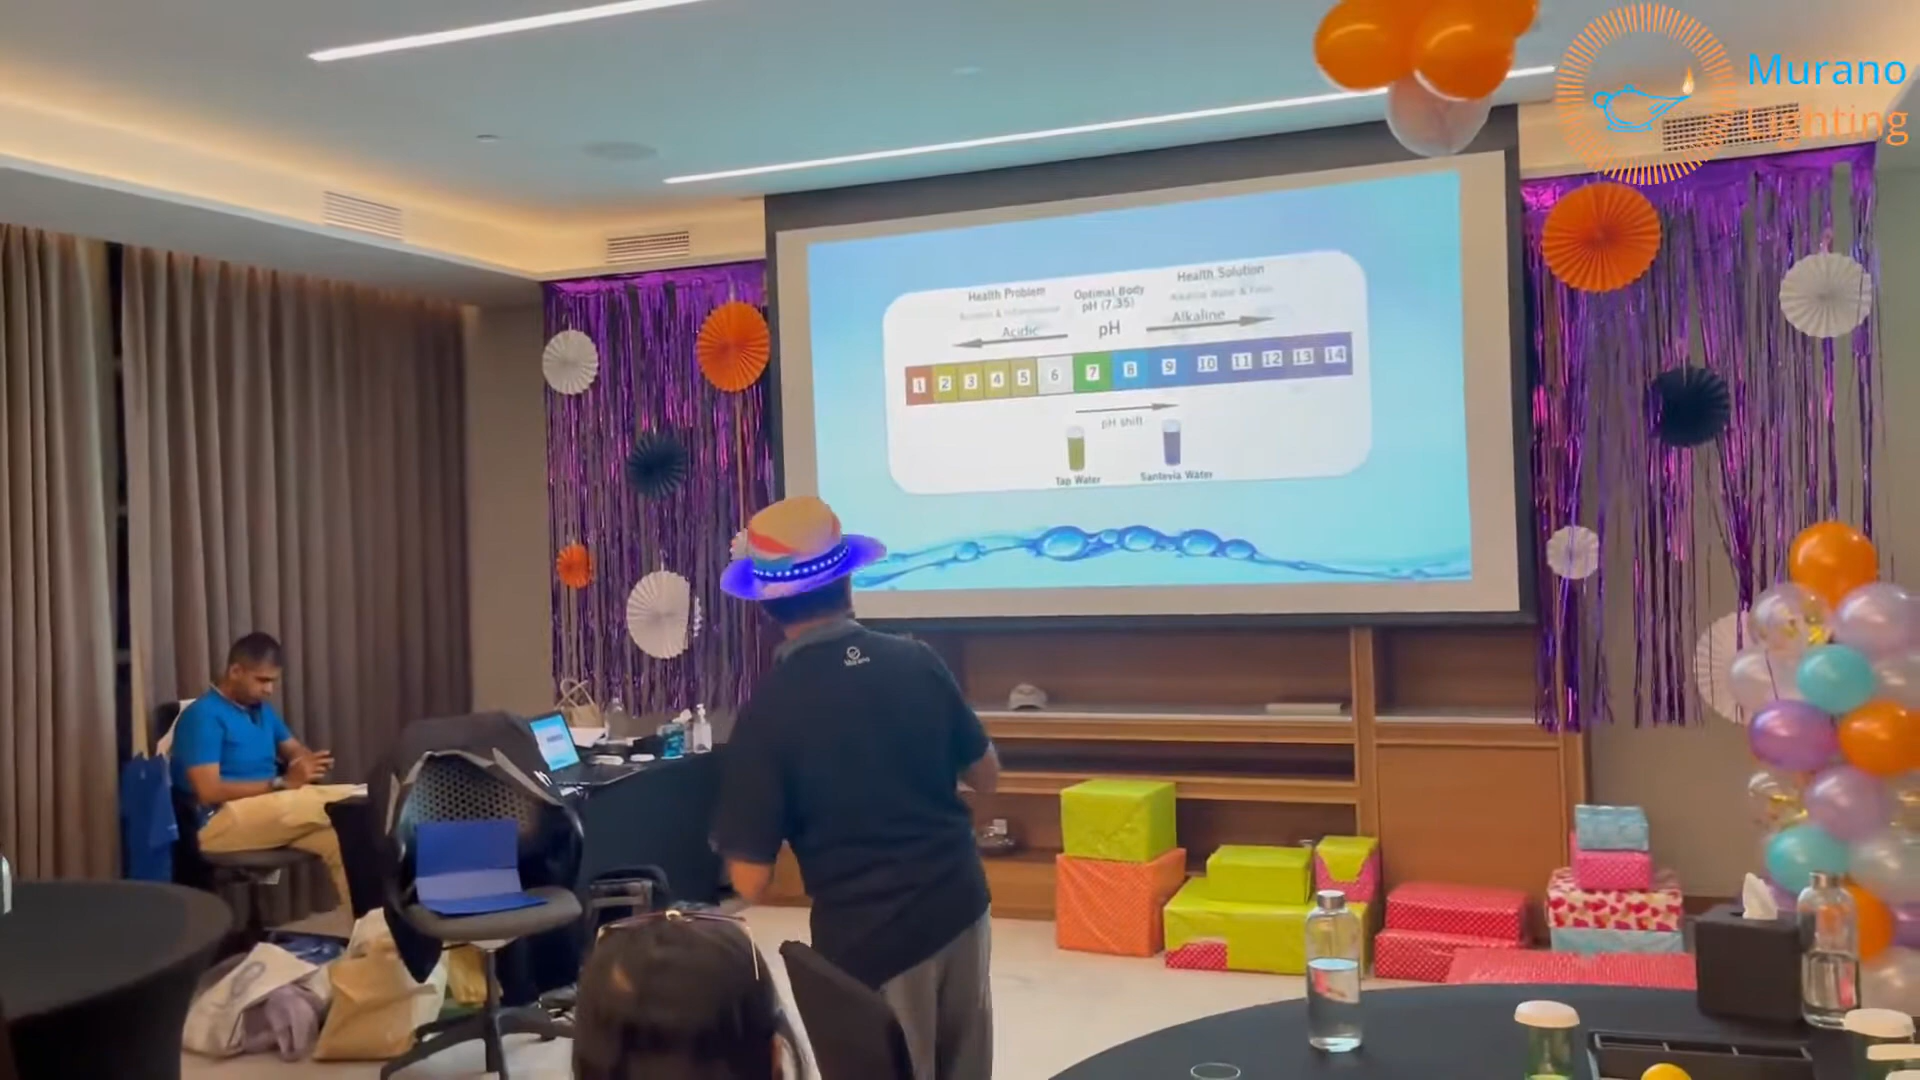 Murano
Lighting
Health Problem
Optimal Body
pH (7.35)
Health Solution
Acidic
pH
Alkaline
1 2 3 4 5 6 7 8 9 10 11 12 13 14
pH shift
Tap Water
Santevia Water